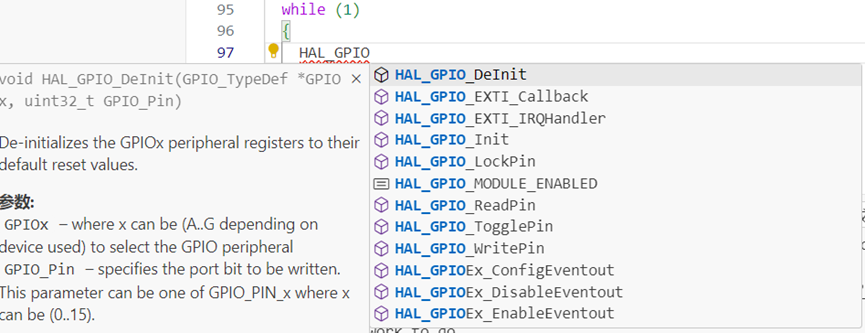 95 while (1)
96 {
97 HAL_GPIO
void HAL_GPIO_DeInit(GPIO_TypeDef *GPIO
x, uint32_t GPIO_Pin)
De-initializes the GPIOx peripheral registers to their
default reset values.
参数:
GPIOx – where x can be (A..G depending on
device used) to select the GPIO peripheral
GPIO_Pin – specifies the port bit to be written.
This parameter can be one of GPIO_PIN_x where x
can be (0..15).
HAL_GPIO_DeInit
HAL_GPIO_EXTI_Callback
HAL_GPIO_EXTI_IRQHandler
HAL_GPIO_Init
HAL_GPIO_LockPin
HAL_GPIO_MODULE_ENABLED
HAL_GPIO_ReadPin
HAL_GPIO_TogglePin
HAL_GPIO_WritePin
HAL_GPIOEx_ConfigEventout
HAL_GPIOEx_DisableEventout
HAL_GPIOEx_EnableEventout